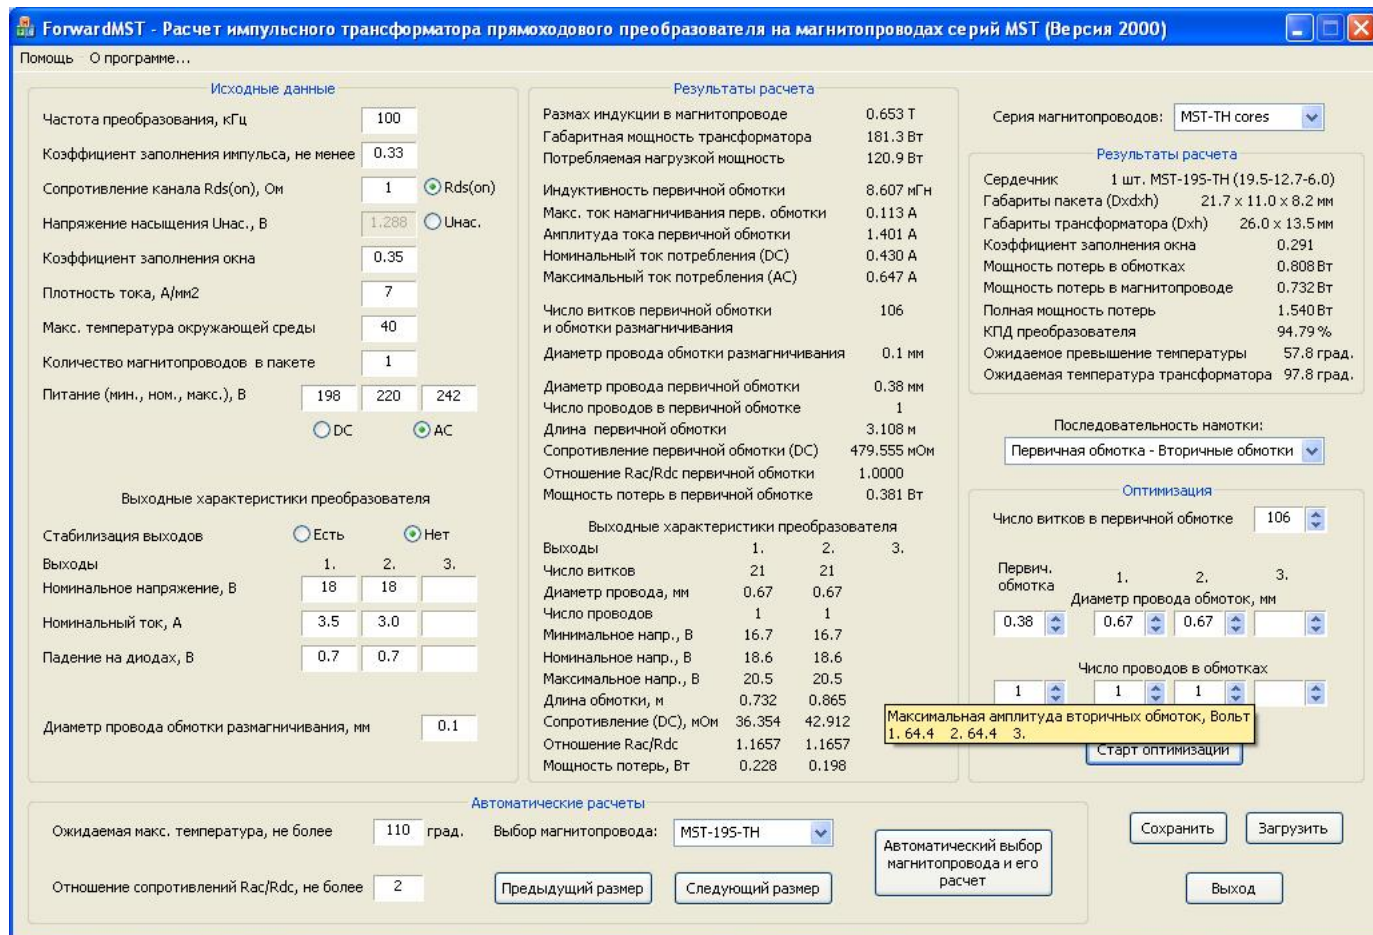 ForwardMST - Расчет импульсного трансформатора прямоходового преобразователя на магнитопроводах серий MST (Версия 2000)
Помощь О программе...
Исходные данные
Частота преобразования, кГц 100
Коэффициент заполнения импульса, не менее 0.33
Сопротивление канала Rds(on), Ом 1 Rds(on)
Напряжение насыщения Uнас., В 1.288 Uнас.
Коэффициент заполнения окна 0.35
Плотность тока, А/мм2 7
Макс. температура окружающей среды 40
Количество магнитопроводов в пакете 1
Питание (мин., ном., макс.), В 198 220 242
DC AC
Выходные характеристики преобразователя
Стабилизация выходов Есть Нет
Выходы 1. 2. 3.
Номинальное напряжение, В 18 18
Номинальный ток, А 3.5 3.0
Падение на диодах, В 0.7 0.7
Диаметр провода обмотки размагничивания, мм 0.1
Результаты расчета
Размах индукции в магнитопроводе 0.653 Т
Габаритная мощность трансформатора 181.3 Вт
Потребляемая нагрузкой мощность 120.9 Вт
Индуктивность первичной обмотки 8.607 мГн
Макс. ток намагничивания перв. обмотки 0.113 А
Амплитуда тока первичной обмотки 1.401 А
Номинальный ток потребления (DC) 0.430 А
Максимальный ток потребления (AC) 0.647 А
Число витков первичной обмотки 106
и обмотки размагничивания
Диаметр провода обмотки размагничивания 0.1 мм
Диаметр провода первичной обмотки 0.38 мм
Число проводов в первичной обмотке 1
Длина первичной обмотки 3.108 м
Сопротивление первичной обмотки (DC) 479.555 мОм
Отношение Rac/Rdc первичной обмотки 1.0000
Мощность потерь в первичной обмотке 0.381 Вт
Выходные характеристики преобразователя
Выходы 1. 2. 3.
Число витков 21 21
Диаметр провода, мм 0.67 0.67
Число проводов 1 1
Минимальное напр., В 16.7 16.7
Номинальное напр., В 18.6 18.6
Максимальное напр., В 20.5 20.5
Длина обмотки, м 0.732 0.865
Сопротивление (DC), мОм 36.354 42.912
Отношение Rac/Rdc 1.1657 1.1657
Мощность потерь, Вт 0.228 0.198
Серия магнитопроводов: MST-TH cores
Результаты расчета
Сердечник 1 шт. MST-19S-TH (19.5-12.7-6.0)
Габариты пакета (Dxdxh) 21.7 x 11.0 x 8.2 мм
Габариты трансформатора (Dxh) 26.0 x 13.5 мм
Коэффициент заполнения окна 0.291
Мощность потерь в обмотках 0.808 Вт
Мощность потерь в магнитопроводе 0.732 Вт
Полная мощность потерь 1.540 Вт
КПД преобразователя 94.79 %
Ожидаемое превышение температуры 57.8 град.
Ожидаемая температура трансформатора 97.8 град.
Последовательность намотки:
Первичная обмотка - Вторичные обмотки
Оптимизация
Число витков в первичной обмотке 106
Первич.
обмотка 1. 2. 3.
Диаметр провода обмоток, мм
0.38 0.67 0.67
Число проводов в обмотках
1 1 1
Максимальная амплитуда вторичных обмоток, Вольт
1. 64.4 2. 64.4 3.
Старт оптимизации
Автоматические расчеты
Ожидаемая макс. температура, не более 110 град. Выбор магнитопровода: MST-19S-TH
Отношение сопротивлений Rac/Rdc, не более 2 Предыдущий размер Следующий размер
Автоматический выбор
магнитопровода и его
расчет
Сохранить Загрузить
Выход